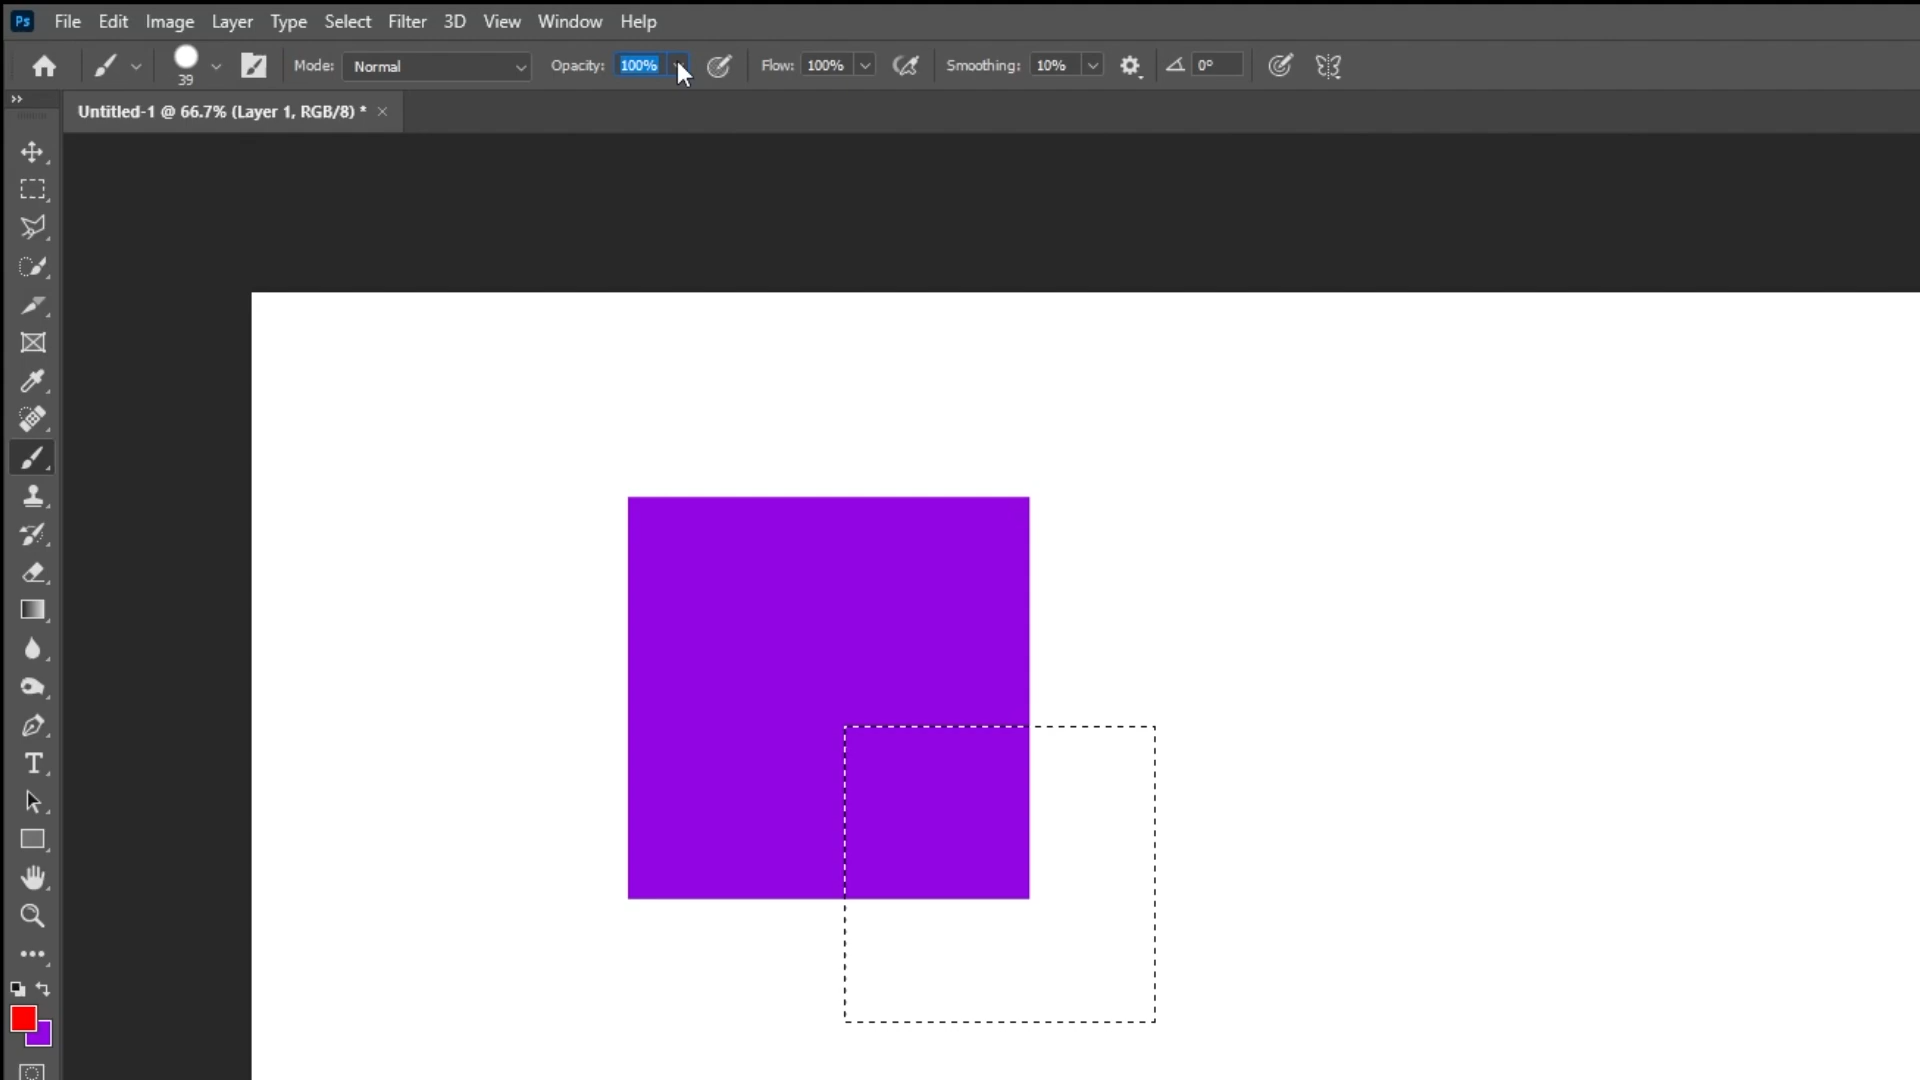 Ps File Edit Image Layer Type Select Filter 3D View Window Help
39 Mode: Normal Opacity: 100% Flow: 100% Smoothing: 10% 0°
Untitled-1 @ 66.7% (Layer 1, RGB/8) *